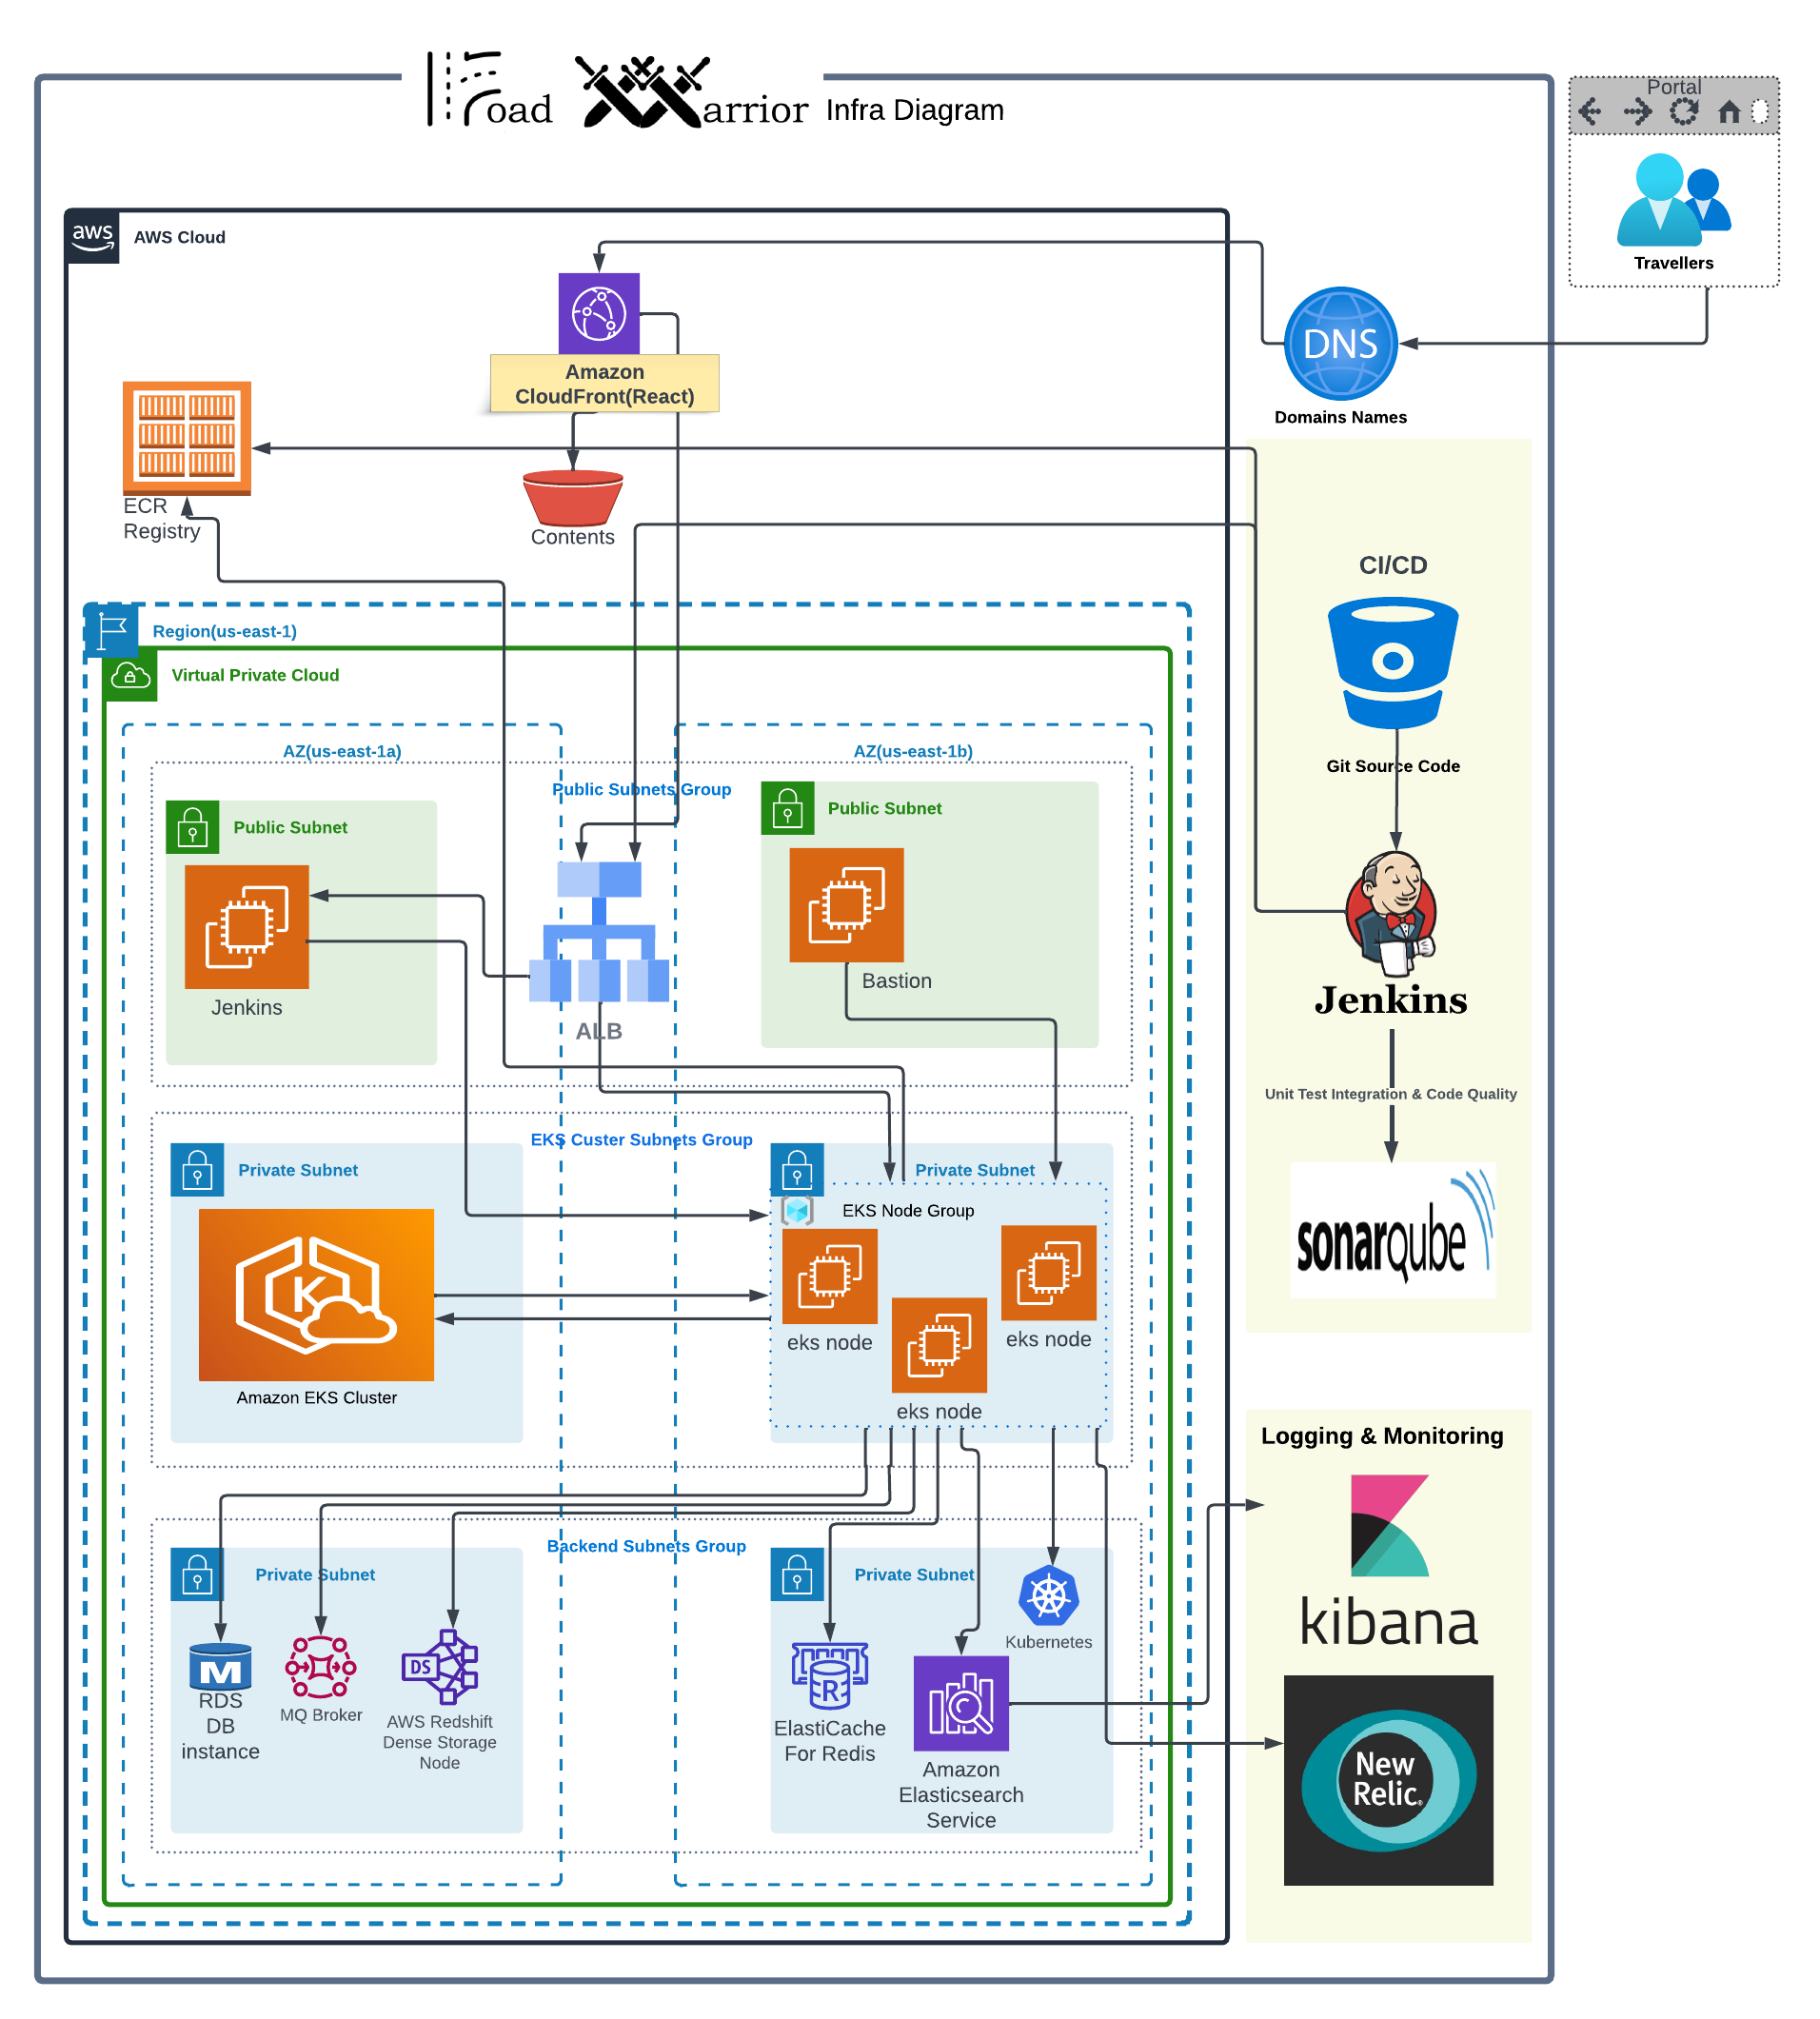 Road Warrior Infra Diagram
Portal
Travellers
aws
AWS Cloud
DNS
Domains Names
Amazon
CloudFront(React)
ECR
Registry
Contents
CI/CD
Git Source Code
Jenkins
Unit Test Integration & Code Quality
sonarqube
Region(us-east-1)
Virtual Private Cloud
AZ(us-east-1a)
AZ(us-east-1b)
Public Subnets Group
Public Subnet
Public Subnet
Jenkins
ALB
Bastion
EKS Custer Subnets Group
Private Subnet
Private Subnet
K
Amazon EKS Cluster
EKS Node Group
eks node
eks node
eks node
Backend Subnets Group
Private Subnet
Private Subnet
M
RDS
DB
instance
MQ Broker
DS
AWS Redshift
Dense Storage
Node
R
ElastiCache
For Redis
Kubernetes
Amazon
Elasticsearch
Service
Logging & Monitoring
kibana
New
Relic®